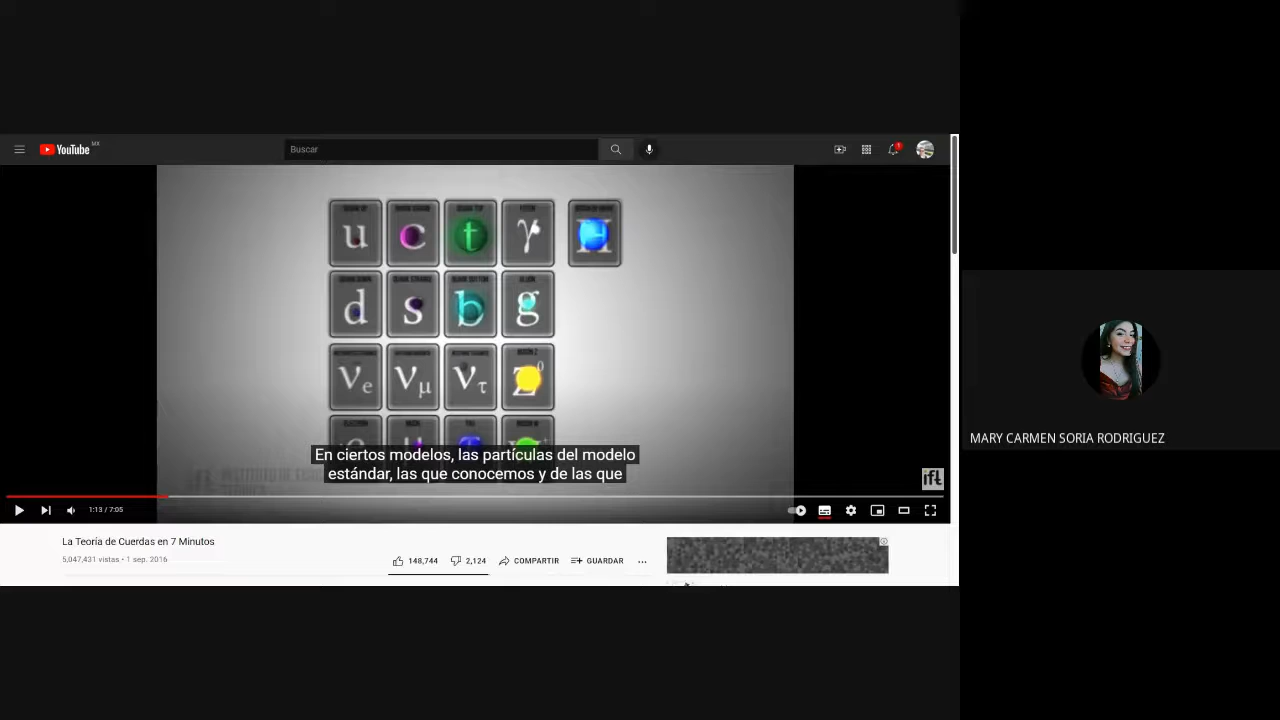 YouTube MX
Buscar
1
u c t γ H
d s b g
νe νμ ντ Z0
En ciertos modelos, las partículas del modelo
estándar, las que conocemos y de las que
ift
1:13 / 7:05
La Teoría de Cuerdas en 7 Minutos
5,047,431 vistas • 1 sep. 2016
148,744 2,124 COMPARTIR GUARDAR
MARY CARMEN SORIA RODRIGUEZ